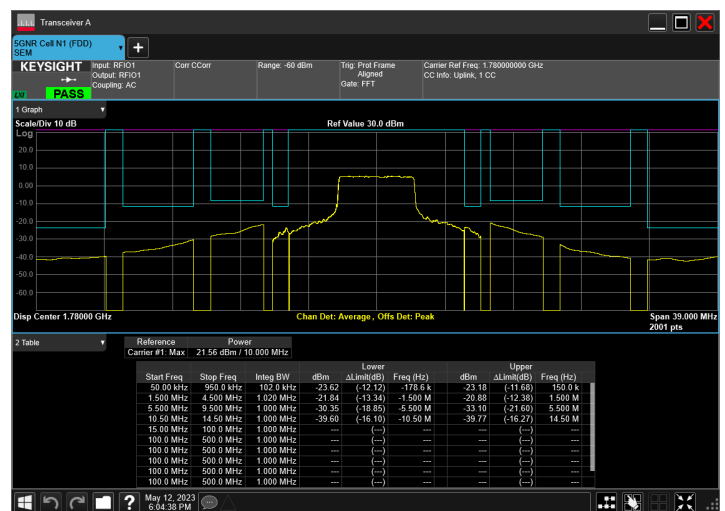 Transceiver A
5GNR Cell N1 (FDD)
SEM
KEYSIGHT
LXI
PASS
Input: RFIO1
Output: RFIO1
Coupling: AC
Corr CCorr
Range: -60 dBm
Trig: Prot Frame
Aligned
Gate: FFT
Carrier Ref Freq: 1.780000000 GHz
CC Info: Uplink, 1 CC
1 Graph
Scale/Div 10 dB
Ref Value 30.0 dBm
Log
20.0
10.0
0.00
-10.0
-20.0
-30.0
-40.0
-50.0
-60.0
Disp Center 1.78000 GHz
Chan Det: Average , Offs Det: Peak
Span 39.000 MHz
2001 pts
2 Table
Reference Power
Carrier #1: Max 21.56 dBm / 10.000 MHz
Lower Upper
Start Freq Stop Freq Integ BW dBm ΔLimit(dB) Freq (Hz) dBm ΔLimit(dB) Freq (Hz)
50.00 kHz 950.0 kHz 102.0 kHz -23.62 (-12.12) -178.6 k -23.18 (-11.68) 150.0 k
1.500 MHz 4.500 MHz 1.020 MHz -21.84 (-13.34) -1.500 M -20.88 (-12.38) 1.500 M
5.500 MHz 9.500 MHz 1.000 MHz -30.35 (-18.85) -5.500 M -33.10 (-21.60) 5.500 M
10.50 MHz 14.50 MHz 1.000 MHz -39.60 (-16.10) -10.50 M -39.77 (-16.27) 14.50 M
15.00 MHz 100.0 MHz 1.000 MHz --- (---) --- --- (---) ---
100.0 MHz 500.0 MHz 1.000 MHz --- (---) --- --- (---) ---
100.0 MHz 500.0 MHz 1.000 MHz --- (---) --- --- (---) ---
100.0 MHz 500.0 MHz 1.000 MHz --- (---) --- --- (---) ---
100.0 MHz 500.0 MHz 1.000 MHz --- (---) --- --- (---) ---
100.0 MHz 500.0 MHz 1.000 MHz --- (---) --- --- (---) ---
May 12, 2023
6:04:38 PM